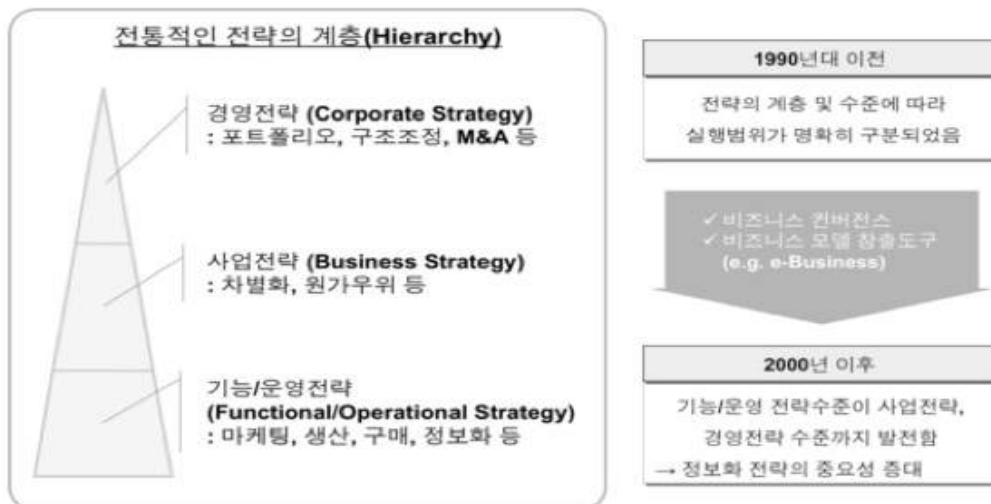 전통적인 전략의 계층(Hierarchy)
경영전략 (Corporate Strategy)
: 포트폴리오, 구조조정, M&A 등
사업전략 (Business Strategy)
: 차별화, 원가우위 등
기능/운영전략
(Functional/Operational Strategy)
: 마케팅, 생산, 구매, 정보화 등
1990년대 이전
전략의 계층 및 수준에 따라
실행범위가 명확히 구분되었음
✓ 비즈니스 컨버전스
✓ 비즈니스 모델 창출도구
(e.g. e-Business)
2000년 이후
기능/운영 전략수준이 사업전략,
경영전략 수준까지 발전함
→ 정보화 전략의 중요성 증대